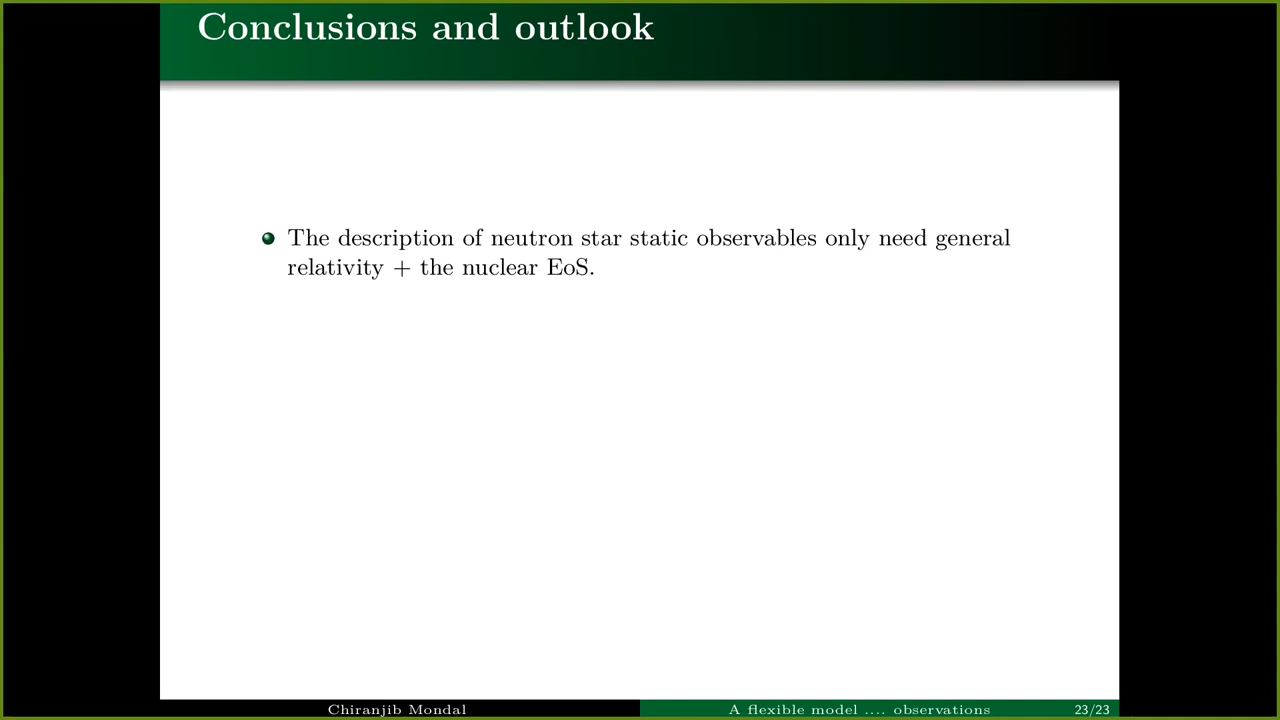 Conclusions and outlook
The description of neutron star static observables only need general
relativity + the nuclear EoS.
Chiranjib Mondal
A flexible model .... observations
23/23